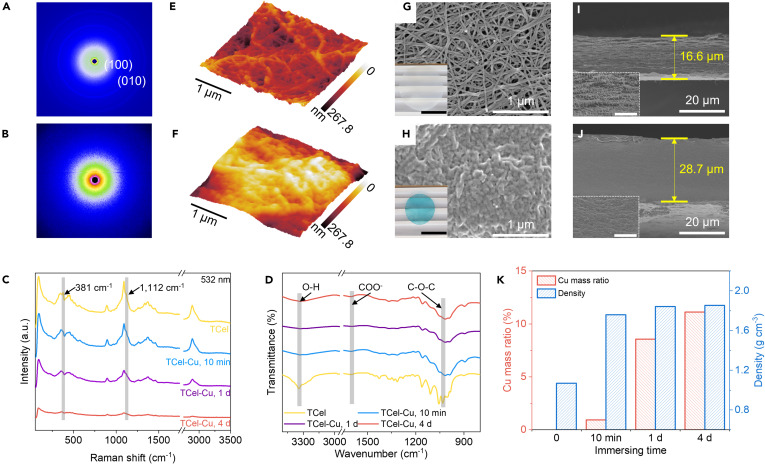 A
(100)
(010)
B
E
1 μm
0
nm
267.8
F
1 μm
0
nm
267.8
G
1 μm
H
1 μm
I
16.6 μm
20 μm
J
28.7 μm
20 μm
C
532 nm
381 cm⁻¹
1,112 cm⁻¹
TCel
TCel-Cu, 10 min
TCel-Cu, 1 d
TCel-Cu, 4 d
Intensity (a.u.)
500 1000 1500 3000 3500
Raman shift (cm⁻¹)
D
O-H
COO⁻
C-O-C
Transmittance (%)
TCel
TCel-Cu, 10 min
TCel-Cu, 1 d
TCel-Cu, 4 d
3300 3000 1500 1200 900
Wavenumber (cm⁻¹)
K
Cu mass ratio
Density
Cu mass ratio (%)
15
10
5
0
Density (g cm⁻³)
2.0
1.6
1.2
0.8
0 10 min 1 d 4 d
Immersing time